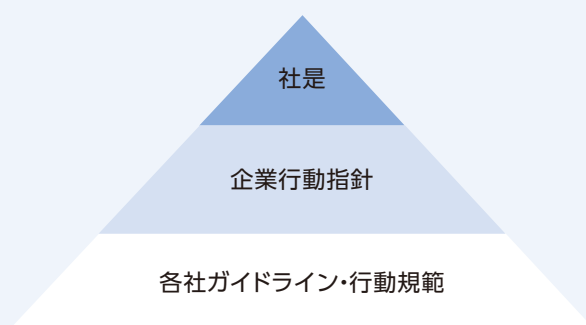 社是
企業行動指針
各社ガイドライン・行動規範